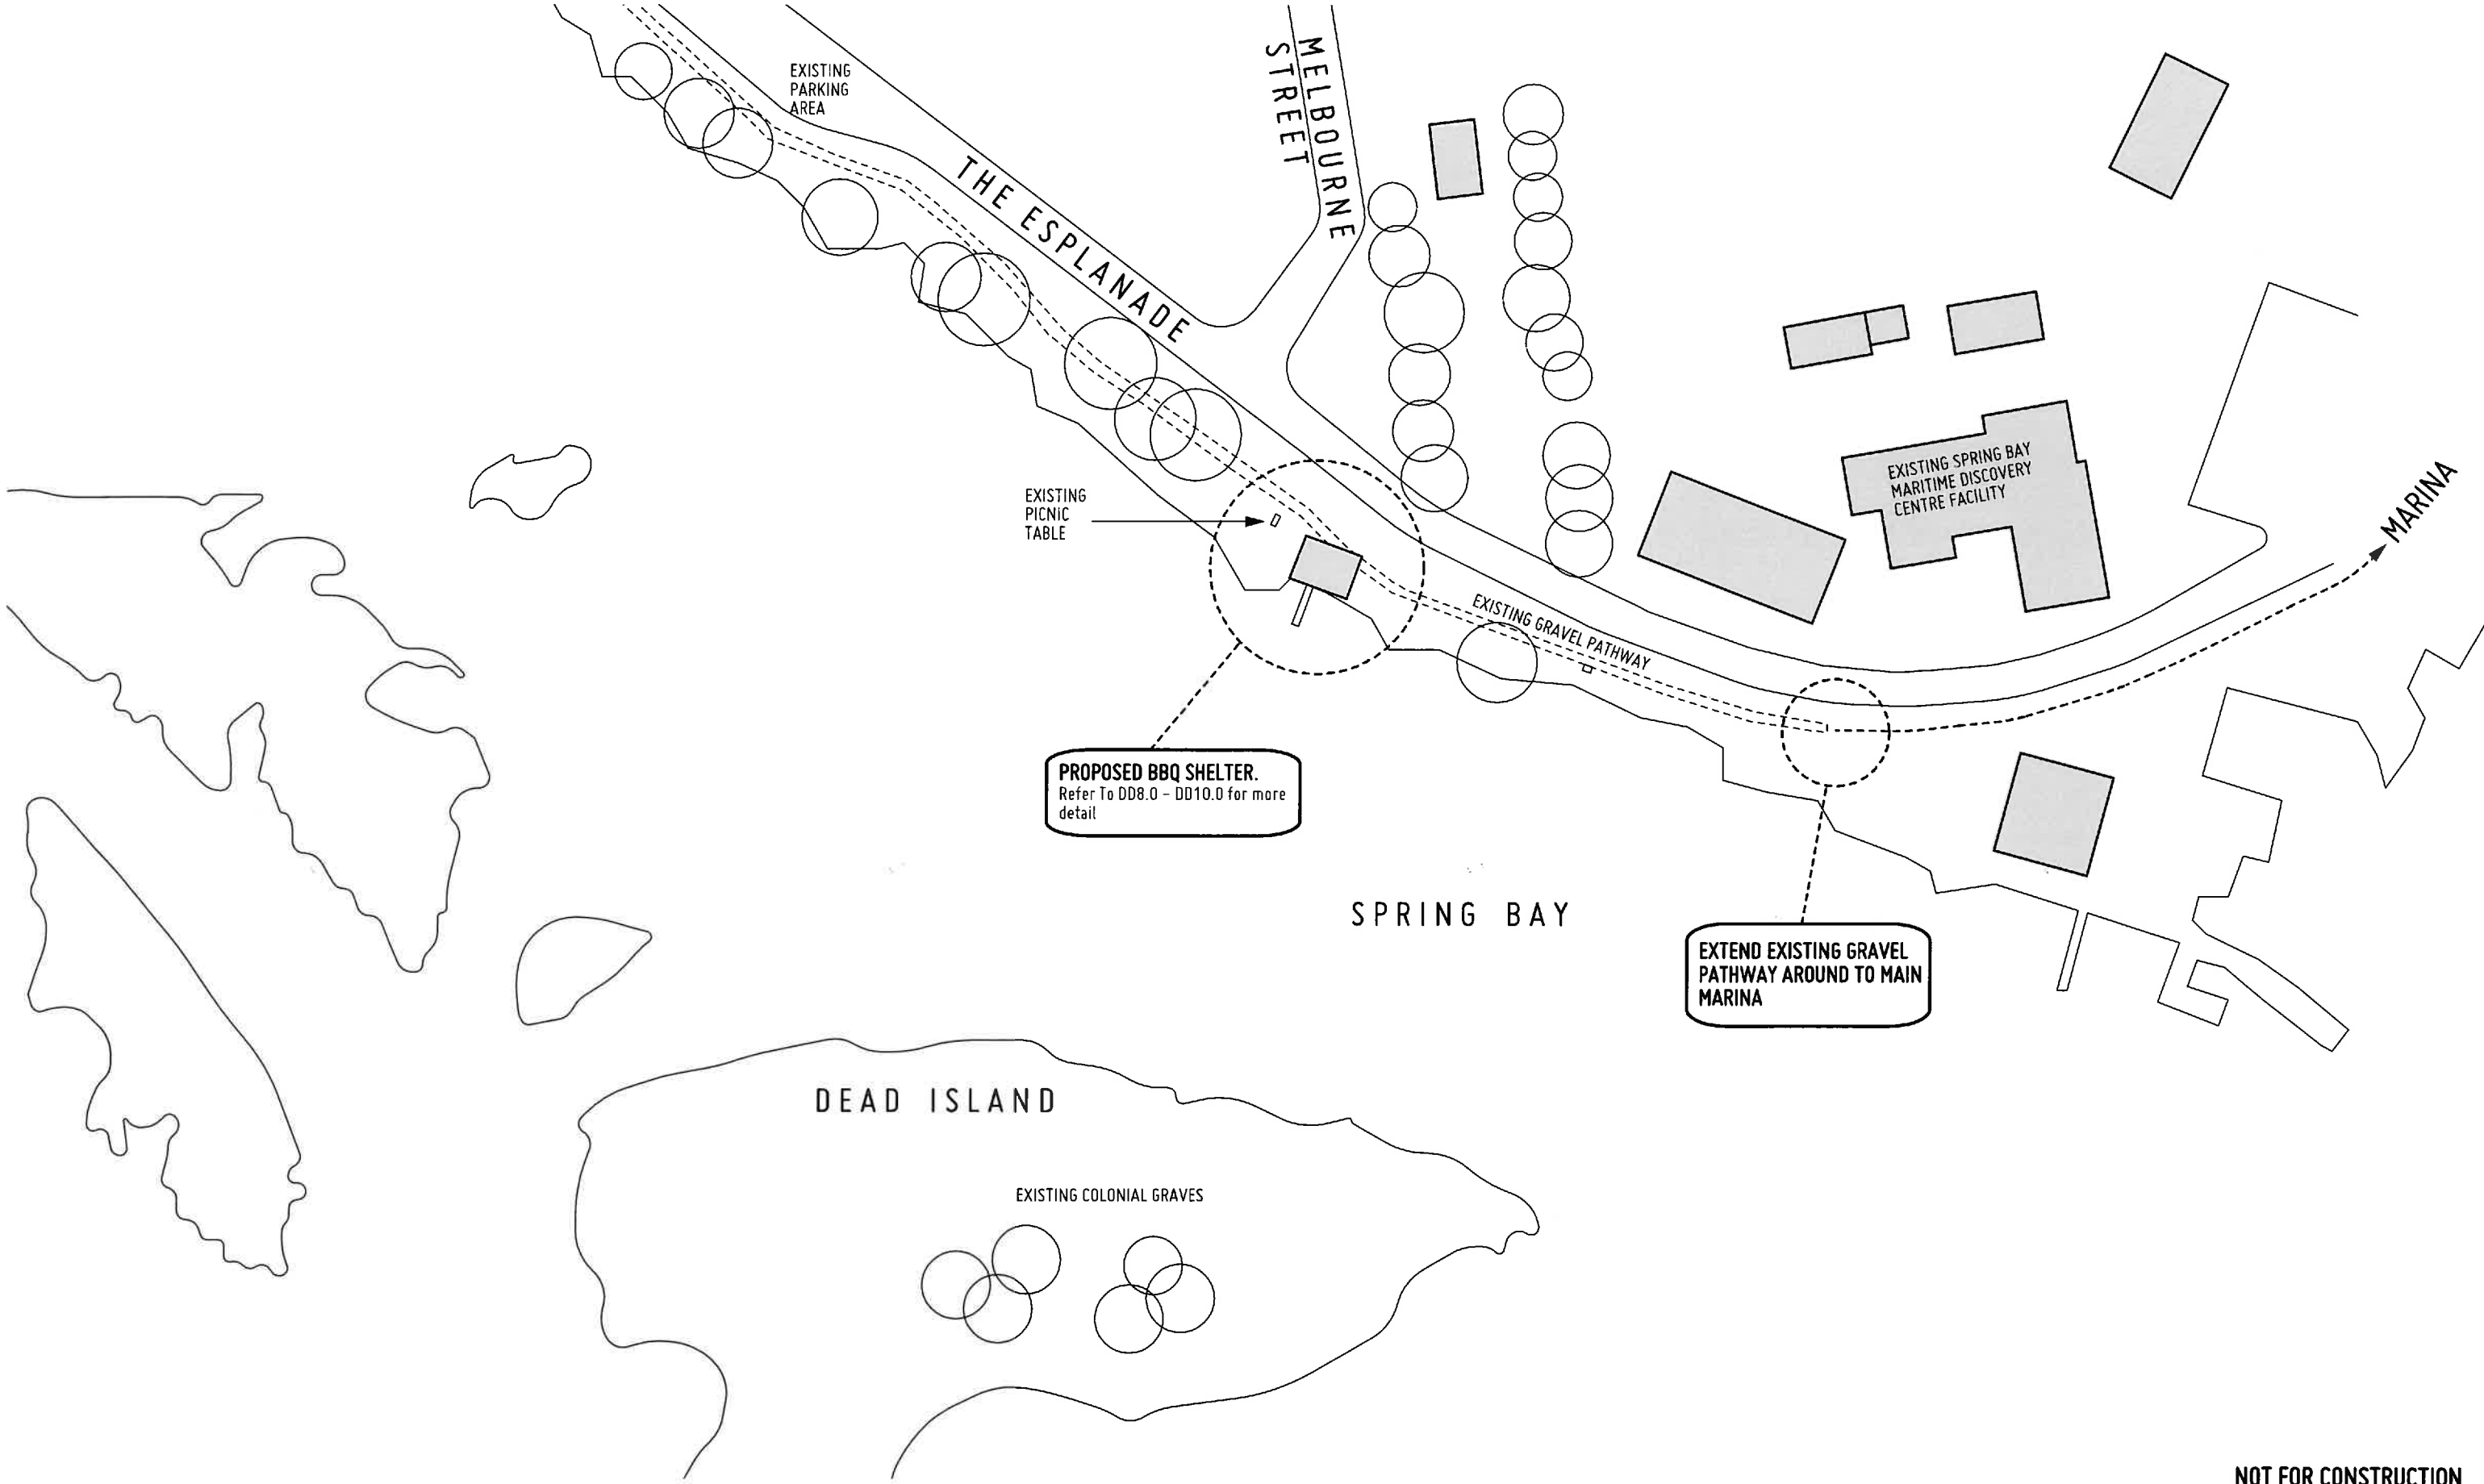 EXISTING
PARKING
AREA
MELBOURNE
STREET
THE ESPLANADE
EXISTING
PICNIC
TABLE
EXISTING SPRING BAY
MARITIME DISCOVERY
CENTRE FACILITY
MARINA
EXISTING GRAVEL PATHWAY
PROPOSED BBQ SHELTER.
Refer To DD8.0 - DD10.0 for more
detail
SPRING BAY
EXTEND EXISTING GRAVEL
PATHWAY AROUND TO MAIN
MARINA
DEAD ISLAND
EXISTING COLONIAL GRAVES
NOT FOR CONSTRUCTION